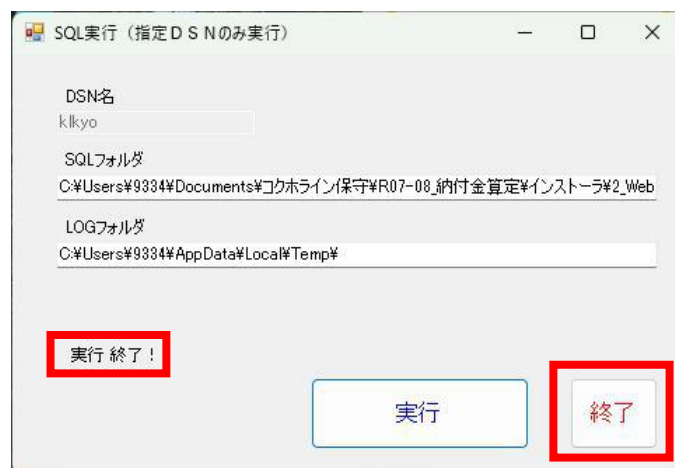 SQL実行（指定ＤＳＮのみ実行）
DSN名
klkyo
SQLフォルダ
C:¥Users¥9334¥Documents¥コクホライン保守¥R07-08_納付金算定¥インストーラ¥2_Web
LOGフォルダ
C:¥Users¥9334¥AppData¥Local¥Temp¥
実行 終了！
実行
終了